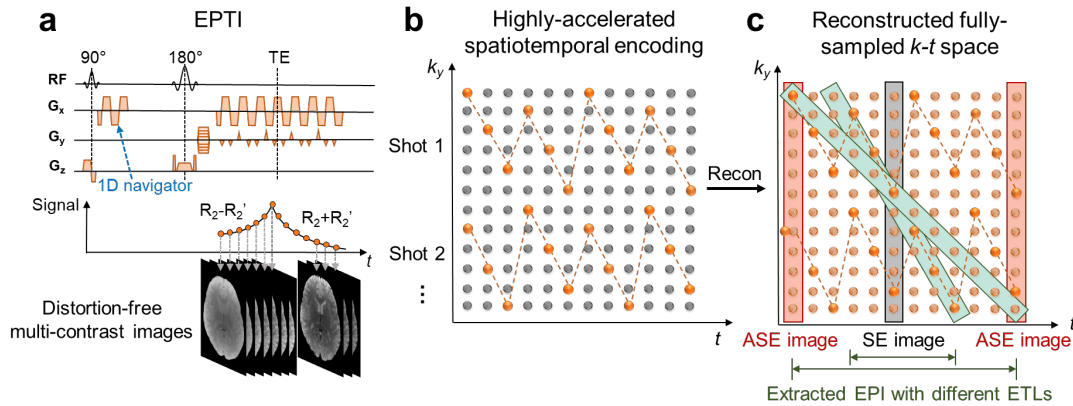 a
EPTI
90°
180°
TE
RF
Gx
Gy
Gz
1D navigator
Signal
R2-R2'
R2+R2'
t
Distortion-free
multi-contrast images
b
Highly-accelerated
spatiotemporal encoding
ky
Shot 1
Shot 2
⋮
t
Recon
c
Reconstructed fully-
sampled k-t space
ky
t
ASE image
SE image
ASE image
Extracted EPI with different ETLs